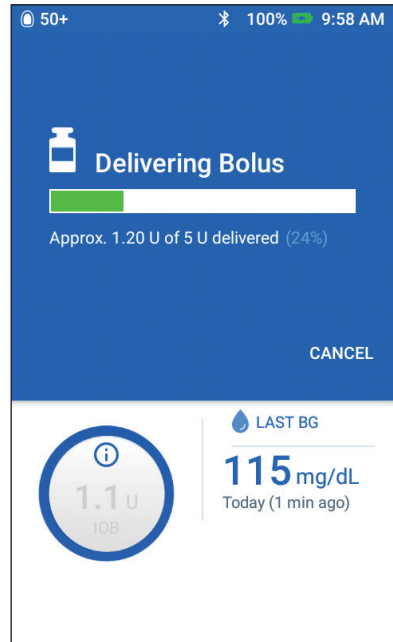 50+ 100% 9:58 AM
Delivering Bolus
Approx. 1.20 U of 5 U delivered (24%)
CANCEL
LAST BG
115 mg/dL
Today (1 min ago)
i
1.1 U
IOB